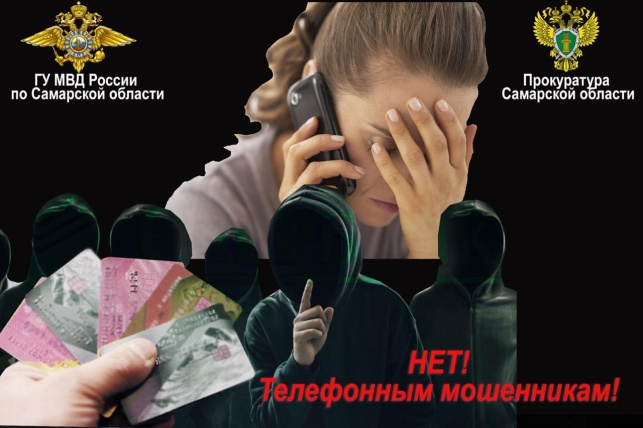 ГУ МВД России
по Самарской области
Прокуратура
Самарской области
НЕТ!
Телефонным мошенникам!